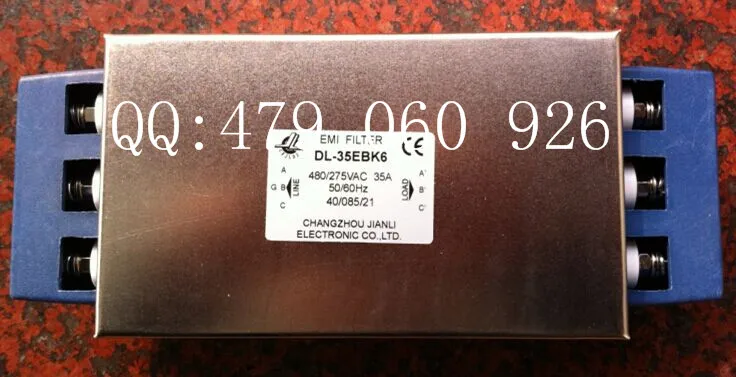 QQ:479 060 926
EMI FILTER
DL-35EBK6
CE
480/275VAC 35A
50/60Hz
40/085/21
A
G B
C
LINE
LOAD
A'
B'
C'
CHANGZHOU JIANLI
ELECTRONIC CO.,LTD.